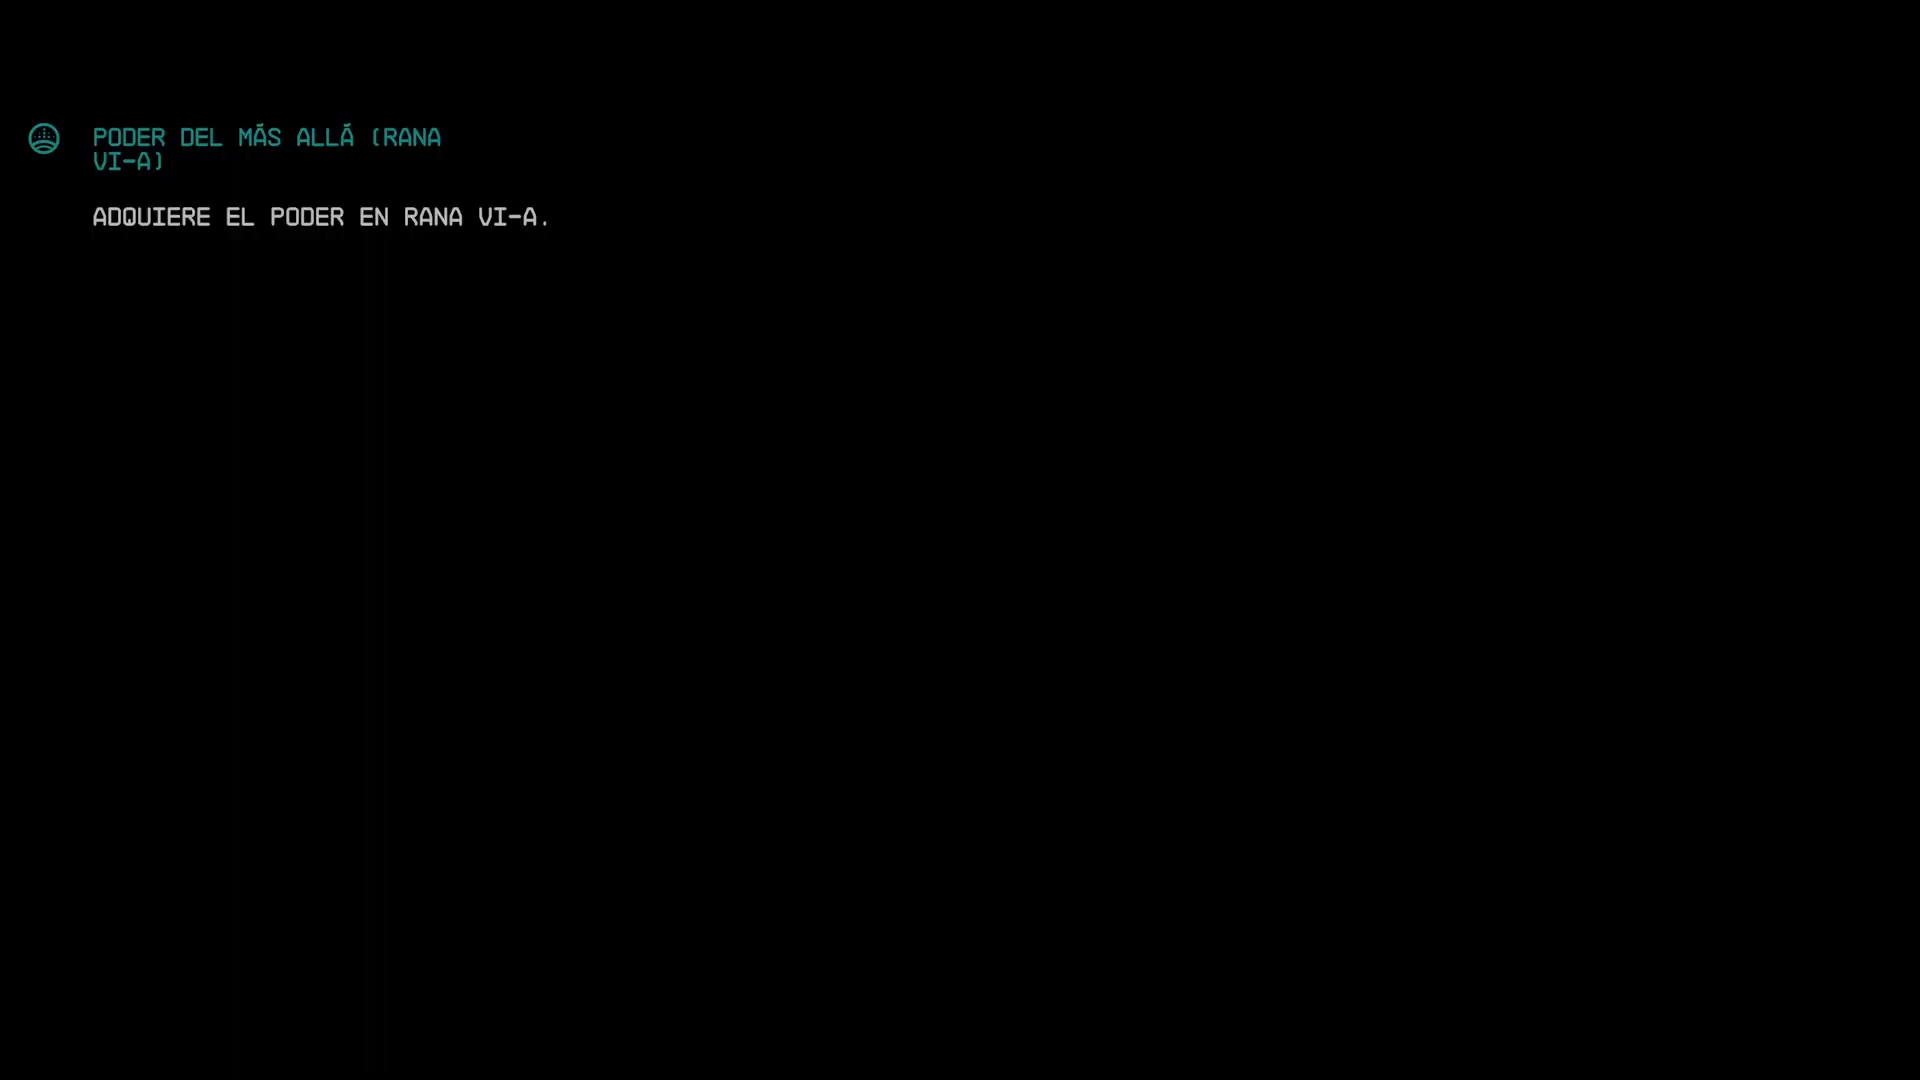 PODER DEL MÁS ALLÁ (RANA
VI-A)
ADQUIERE EL PODER EN RANA VI-A.